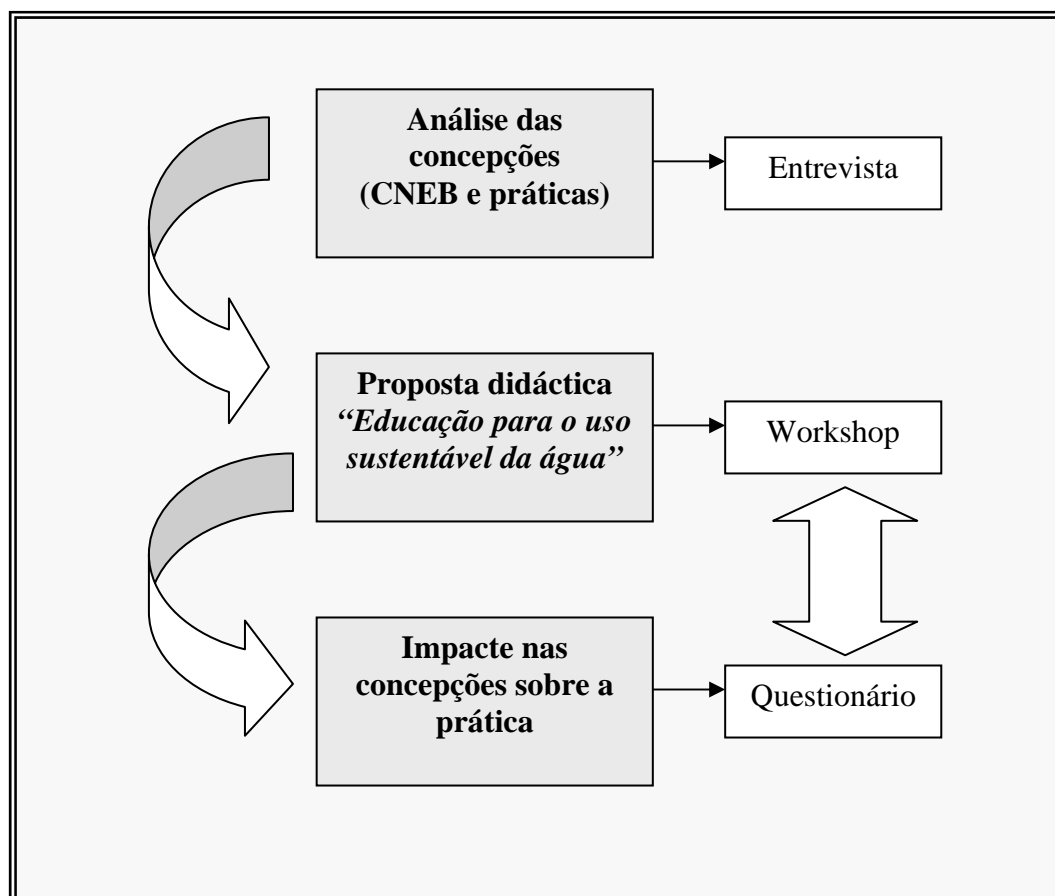 Análise das
concepções
(CNEB e práticas)
Entrevista
Proposta didáctica
“Educação para o uso
sustentável da água”
Workshop
Impacte nas
concepções sobre a
prática
Questionário